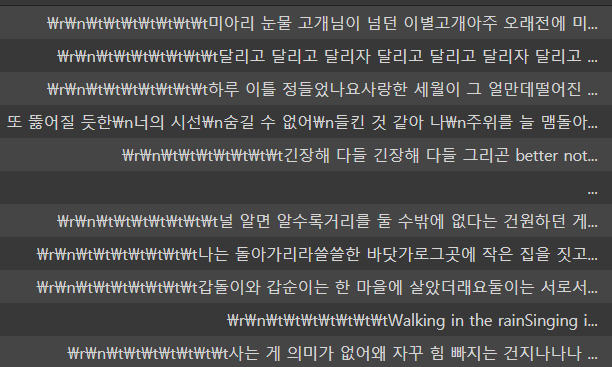 ₩r₩n₩t₩t₩t₩t₩t₩t₩t미아리 눈물 고개님이 넘던 이별고개아주 오래전에 미...
₩r₩n₩t₩t₩t₩t₩t₩t₩t달리고 달리고 달리자 달리고 달리고 달리자 달리고 ...
₩r₩n₩t₩t₩t₩t₩t₩t₩t하루 이틀 정들었나요사랑한 세월이 그 얼만데떨어진 ...
또 뚫어질 듯한₩n너의 시선₩n숨길 수 없어₩n들킨 것 같아 나₩n주위를 늘 맴돌아...
₩r₩n₩t₩t₩t₩t₩t₩t₩t긴장해 다들 긴장해 다들 그리곤 better not...
...
₩r₩n₩t₩t₩t₩t₩t₩t₩t널 알면 알수록거리를 둘 수밖에 없다는 건원하던 게...
₩r₩n₩t₩t₩t₩t₩t₩t₩t나는 돌아가리라쓸쓸한 바닷가로그곳에 작은 집을 짓고...
₩r₩n₩t₩t₩t₩t₩t₩t₩t갑돌이와 갑순이는 한 마을에 살았더래요둘이는 서로서...
₩r₩n₩t₩t₩t₩t₩t₩t₩tWalking in the rainSinging i...
₩r₩n₩t₩t₩t₩t₩t₩t₩t사는 게 의미가 없어왜 자꾸 힘 빠지는 건지나나나나 ...